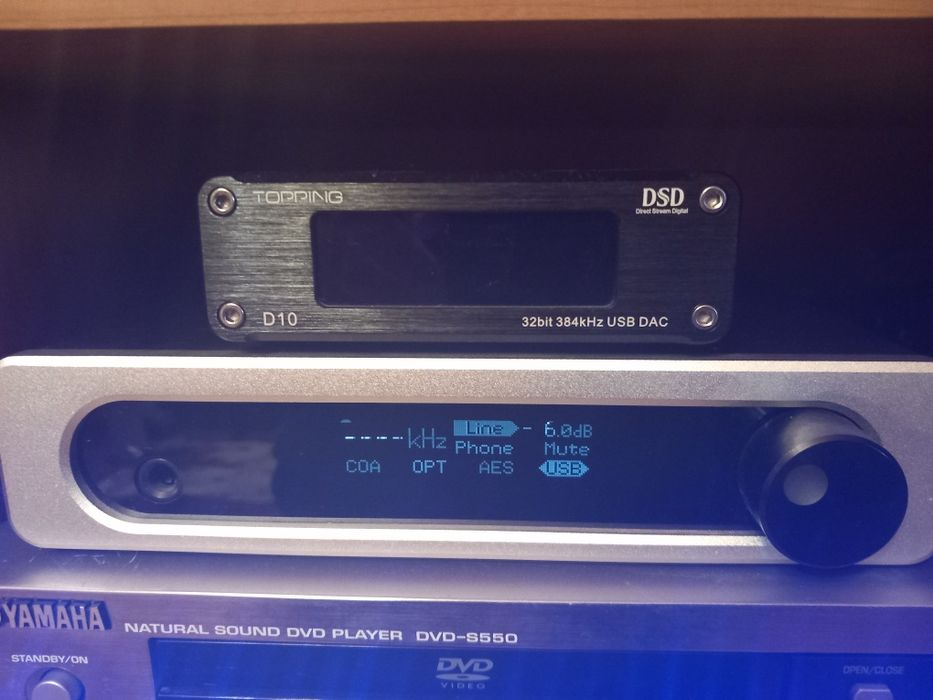 TOPPING
DSD
Direct Stream Digital
D10
32bit 384kHz USB DAC
----kHz Line - 6.0dB
Phone Mute
COA OPT AES USB
YAMAHA
NATURAL SOUND DVD PLAYER DVD-S550
STANDBY/ON
DVD
VIDEO
OPEN/CLOSE